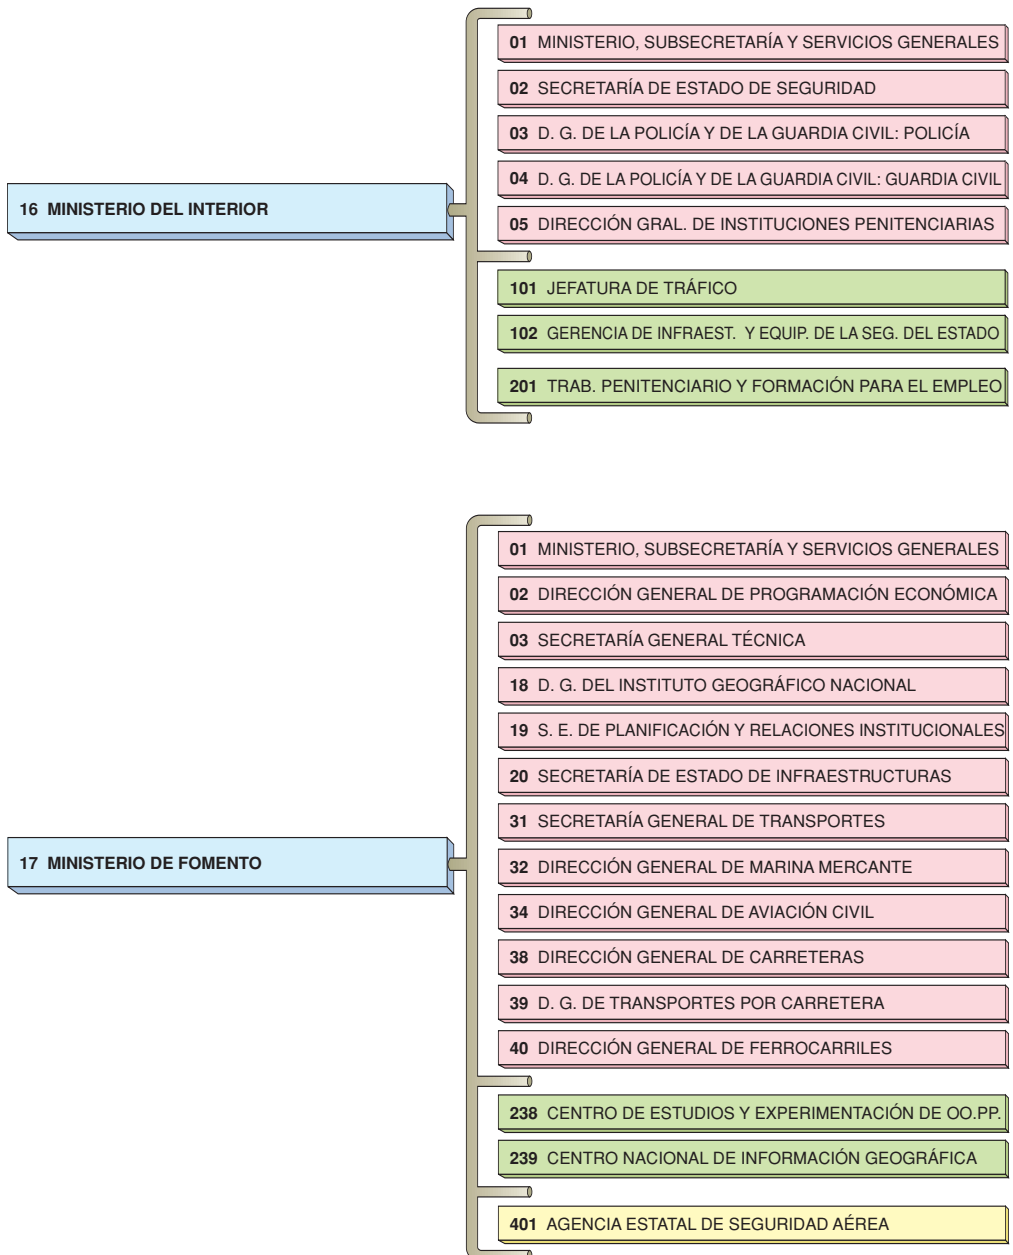 16 MINISTERIO DEL INTERIOR
01 MINISTERIO, SUBSECRETARÍA Y SERVICIOS GENERALES
02 SECRETARÍA DE ESTADO DE SEGURIDAD
03 D. G. DE LA POLICÍA Y DE LA GUARDIA CIVIL: POLICÍA
04 D. G. DE LA POLICÍA Y DE LA GUARDIA CIVIL: GUARDIA CIVIL
05 DIRECCIÓN GRAL. DE INSTITUCIONES PENITENCIARIAS
101 JEFATURA DE TRÁFICO
102 GERENCIA DE INFRAEST. Y EQUIP. DE LA SEG. DEL ESTADO
201 TRAB. PENITENCIARIO Y FORMACIÓN PARA EL EMPLEO
17 MINISTERIO DE FOMENTO
01 MINISTERIO, SUBSECRETARÍA Y SERVICIOS GENERALES
02 DIRECCIÓN GENERAL DE PROGRAMACIÓN ECONÓMICA
03 SECRETARÍA GENERAL TÉCNICA
18 D. G. DEL INSTITUTO GEOGRÁFICO NACIONAL
19 S. E. DE PLANIFICACIÓN Y RELACIONES INSTITUCIONALES
20 SECRETARÍA DE ESTADO DE INFRAESTRUCTURAS
31 SECRETARÍA GENERAL DE TRANSPORTES
32 DIRECCIÓN GENERAL DE MARINA MERCANTE
34 DIRECCIÓN GENERAL DE AVIACIÓN CIVIL
38 DIRECCIÓN GENERAL DE CARRETERAS
39 D. G. DE TRANSPORTES POR CARRETERA
40 DIRECCIÓN GENERAL DE FERROCARRILES
238 CENTRO DE ESTUDIOS Y EXPERIMENTACIÓN DE OO.PP.
239 CENTRO NACIONAL DE INFORMACIÓN GEOGRÁFICA
401 AGENCIA ESTATAL DE SEGURIDAD AÉREA